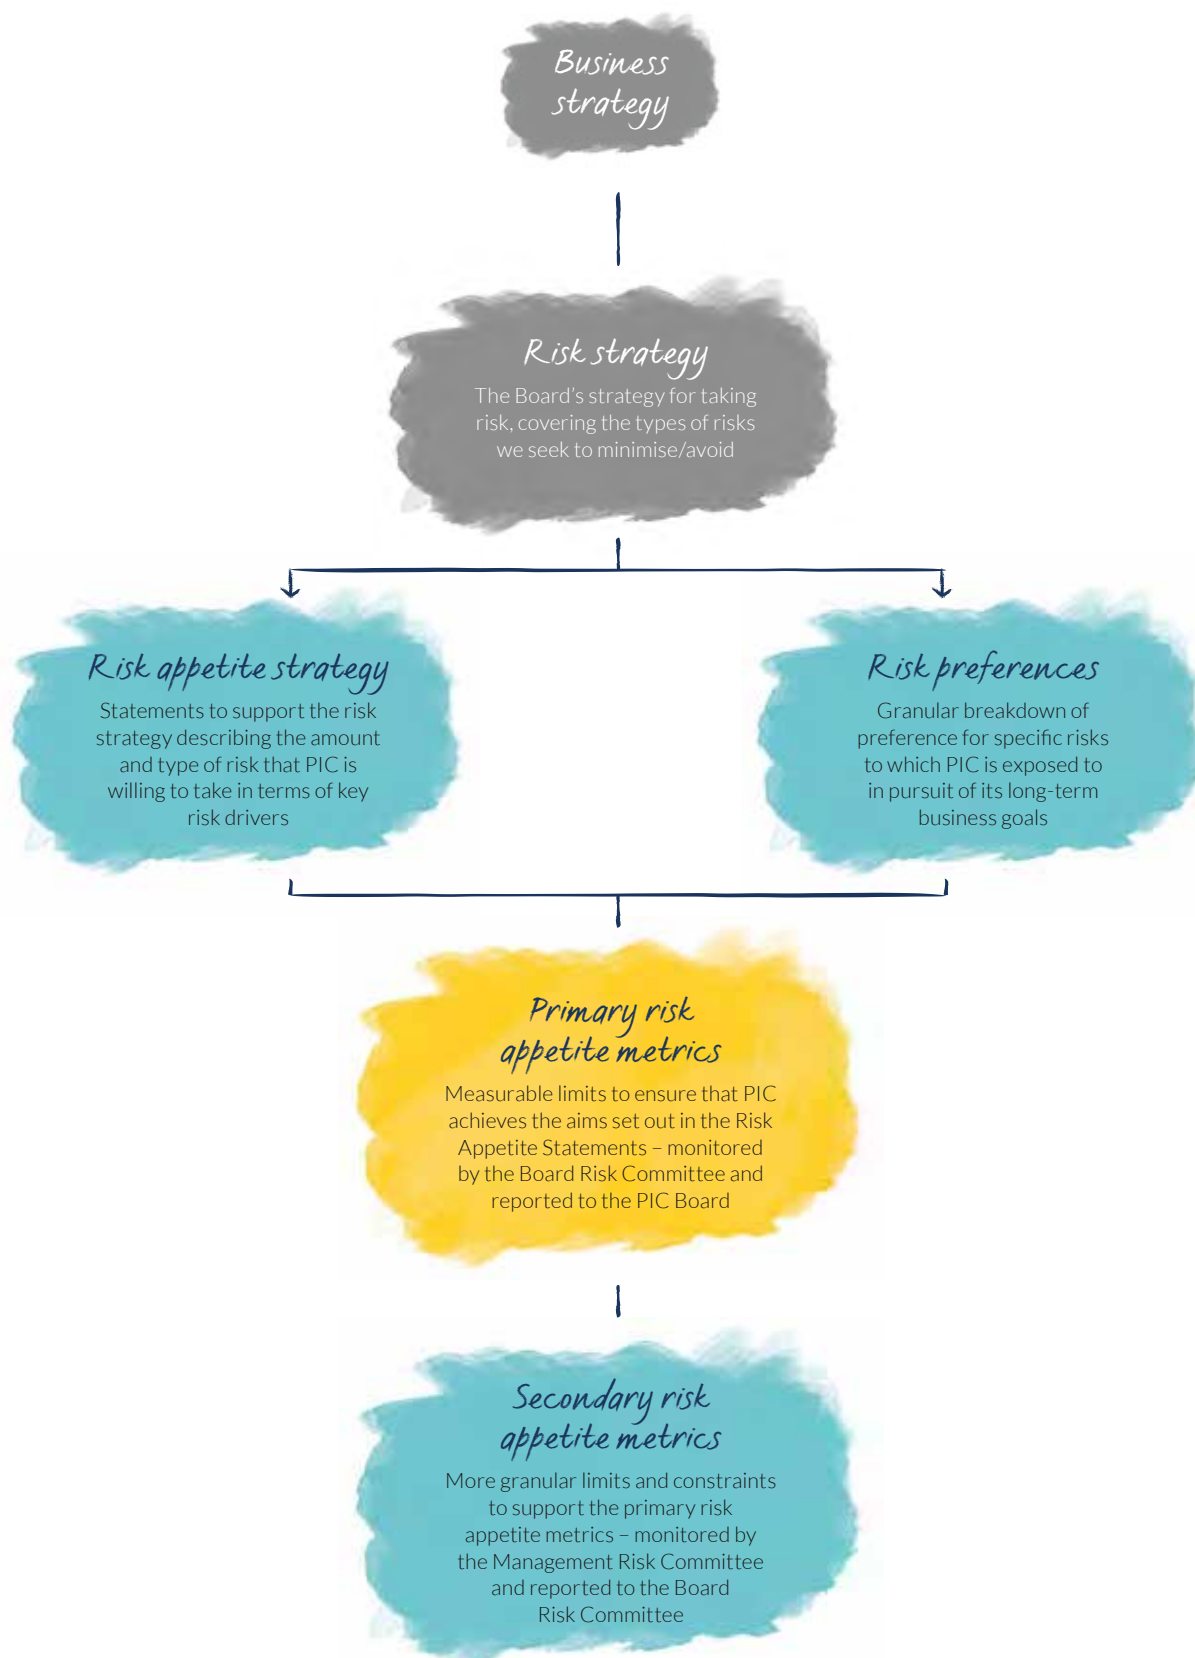 Business
strategy
Risk strategy
The Board’s strategy for taking
risk, covering the types of risks
we seek to minimise/avoid
Risk appetite strategy
Statements to support the risk
strategy describing the amount
and type of risk that PIC is
willing to take in terms of key
risk drivers
Risk preferences
Granular breakdown of
preference for specific risks
to which PIC is exposed to
in pursuit of its long-term
business goals
Primary risk
appetite metrics
Measurable limits to ensure that PIC
achieves the aims set out in the Risk
Appetite Statements – monitored
by the Board Risk Committee and
reported to the PIC Board
Secondary risk
appetite metrics
More granular limits and constraints
to support the primary risk
appetite metrics – monitored by
the Management Risk Committee
and reported to the Board
Risk Committee